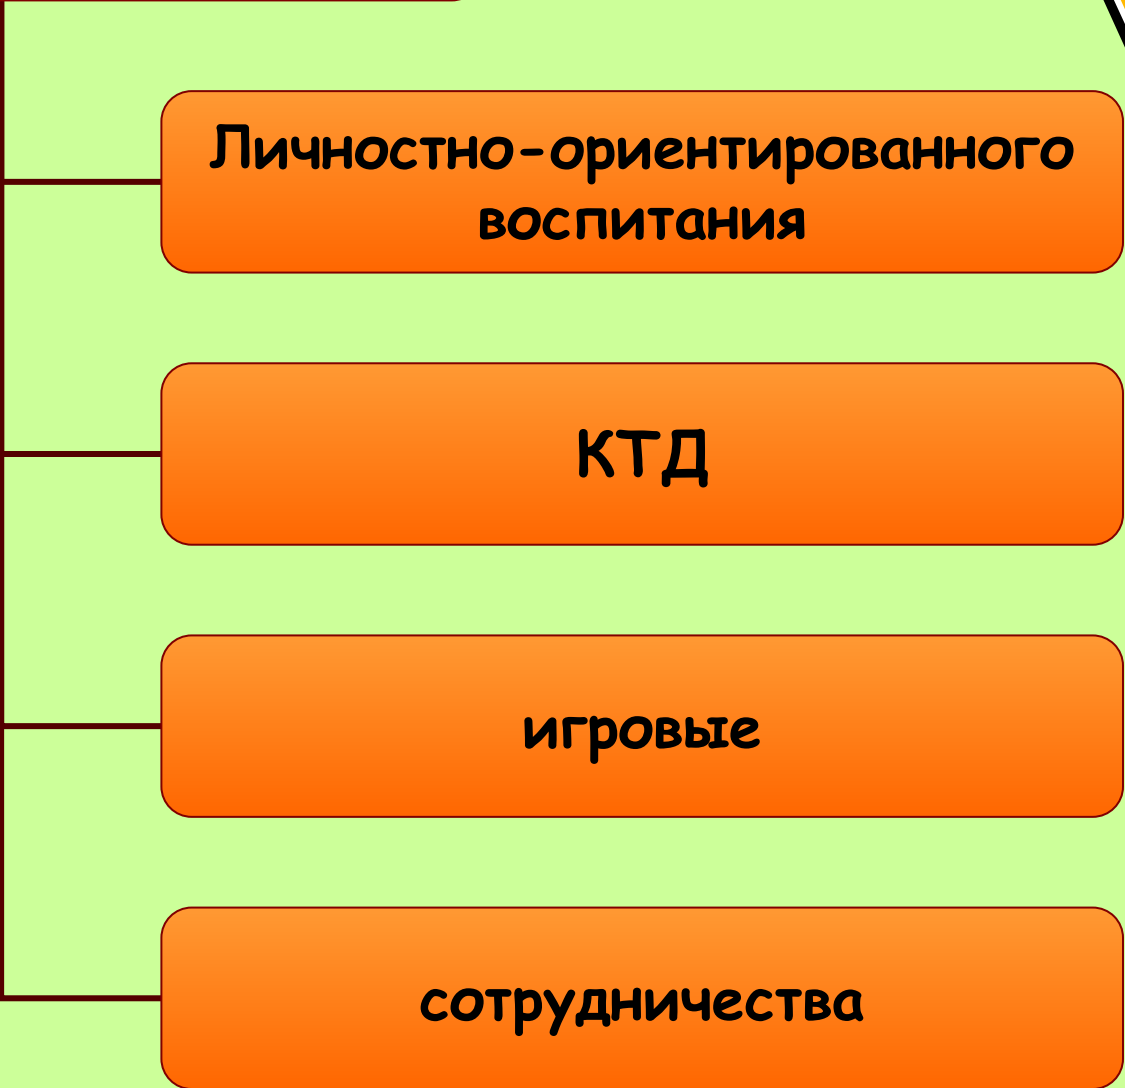 Личностно-ориентированного
воспитания
КТД
игровые
сотрудничества